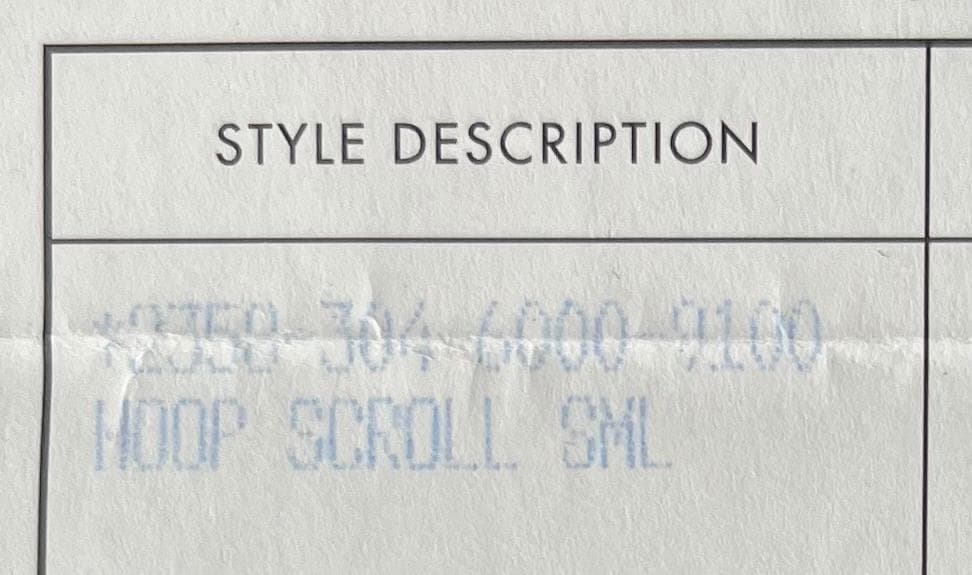 STYLE DESCRIPTION
304 6000 9100
HOOP SCROLL SML